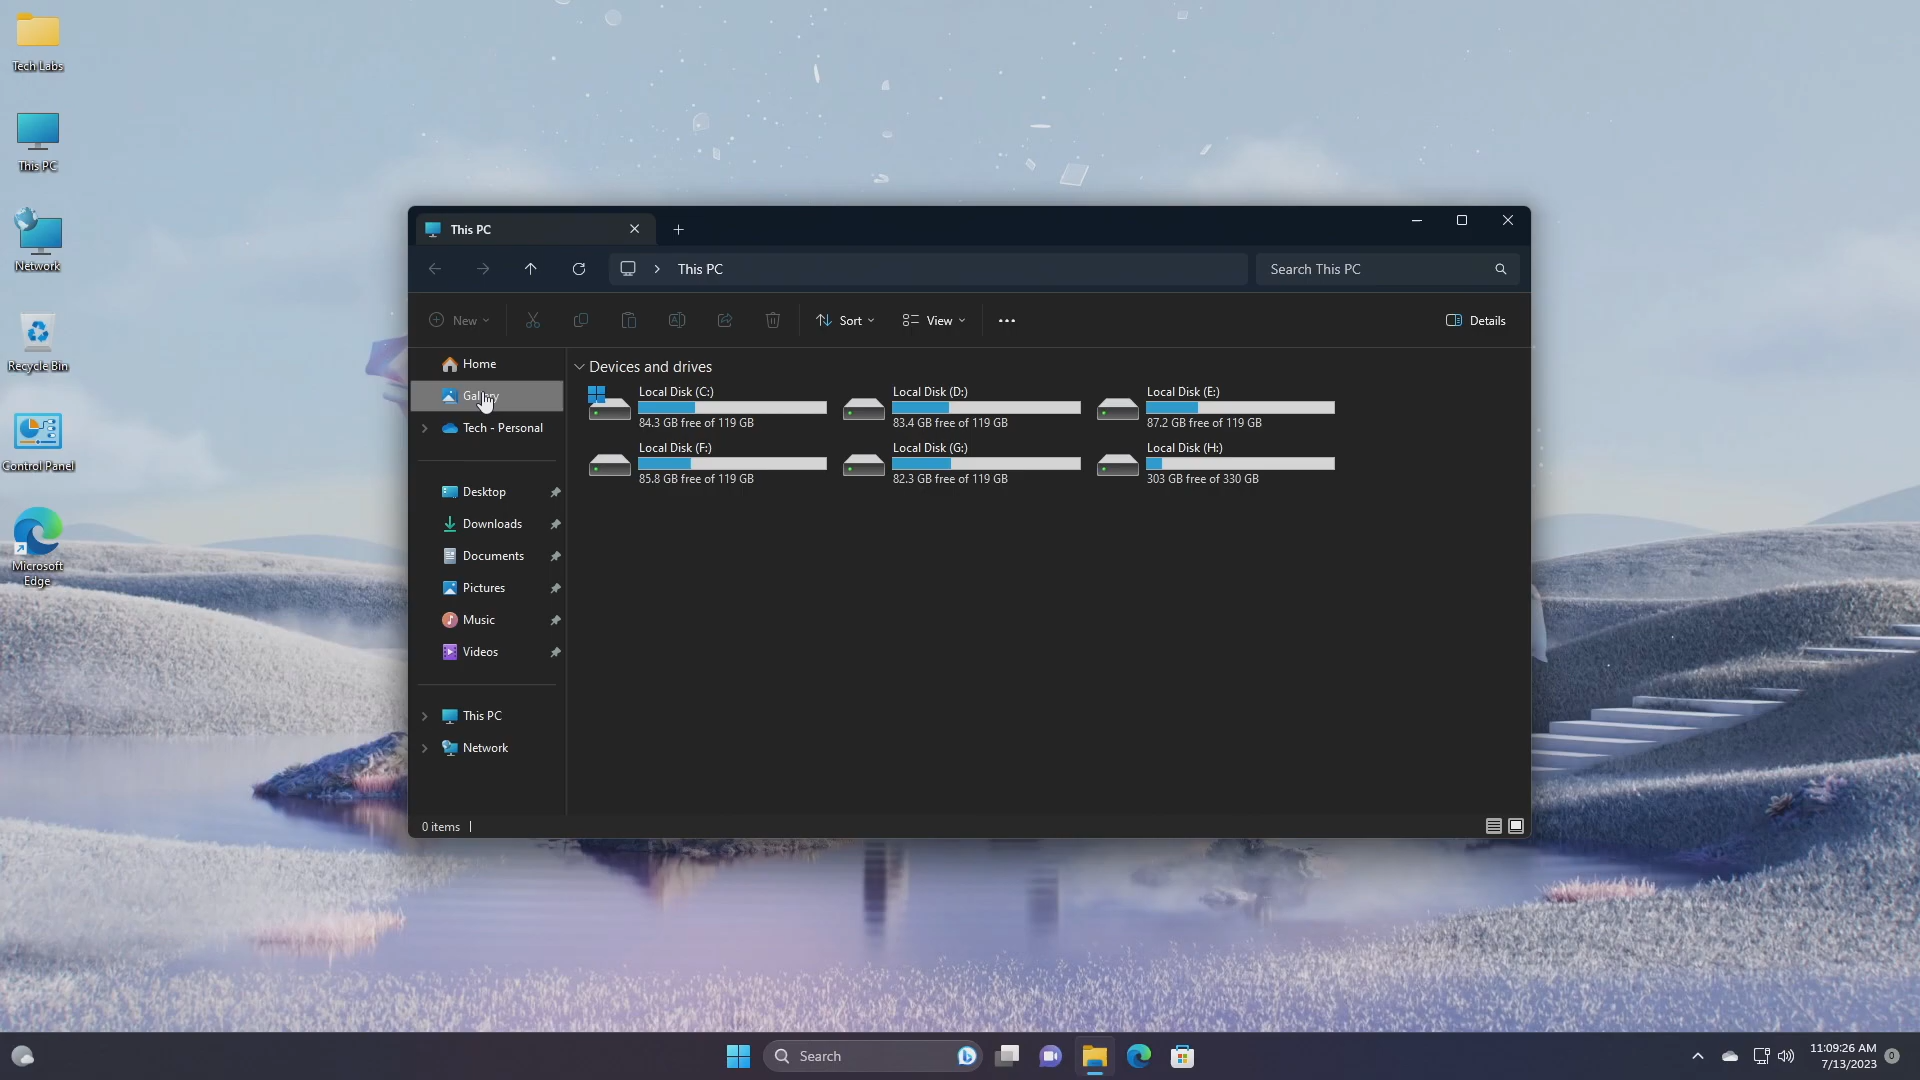 Tech Labs
This PC
Network
Recycle Bin
Control Panel
Microsoft
Edge
This PC
This PC
Search This PC
New
Sort
View
Details
Home
Gallery
Tech - Personal
Desktop
Downloads
Documents
Pictures
Music
Videos
This PC
Network
Devices and drives
Local Disk (C:)
84.3 GB free of 119 GB
Local Disk (D:)
83.4 GB free of 119 GB
Local Disk (E:)
87.2 GB free of 119 GB
Local Disk (F:)
85.8 GB free of 119 GB
Local Disk (G:)
82.3 GB free of 119 GB
Local Disk (H:)
303 GB free of 330 GB
0 items
Search
11:09:26 AM
7/13/2023
0